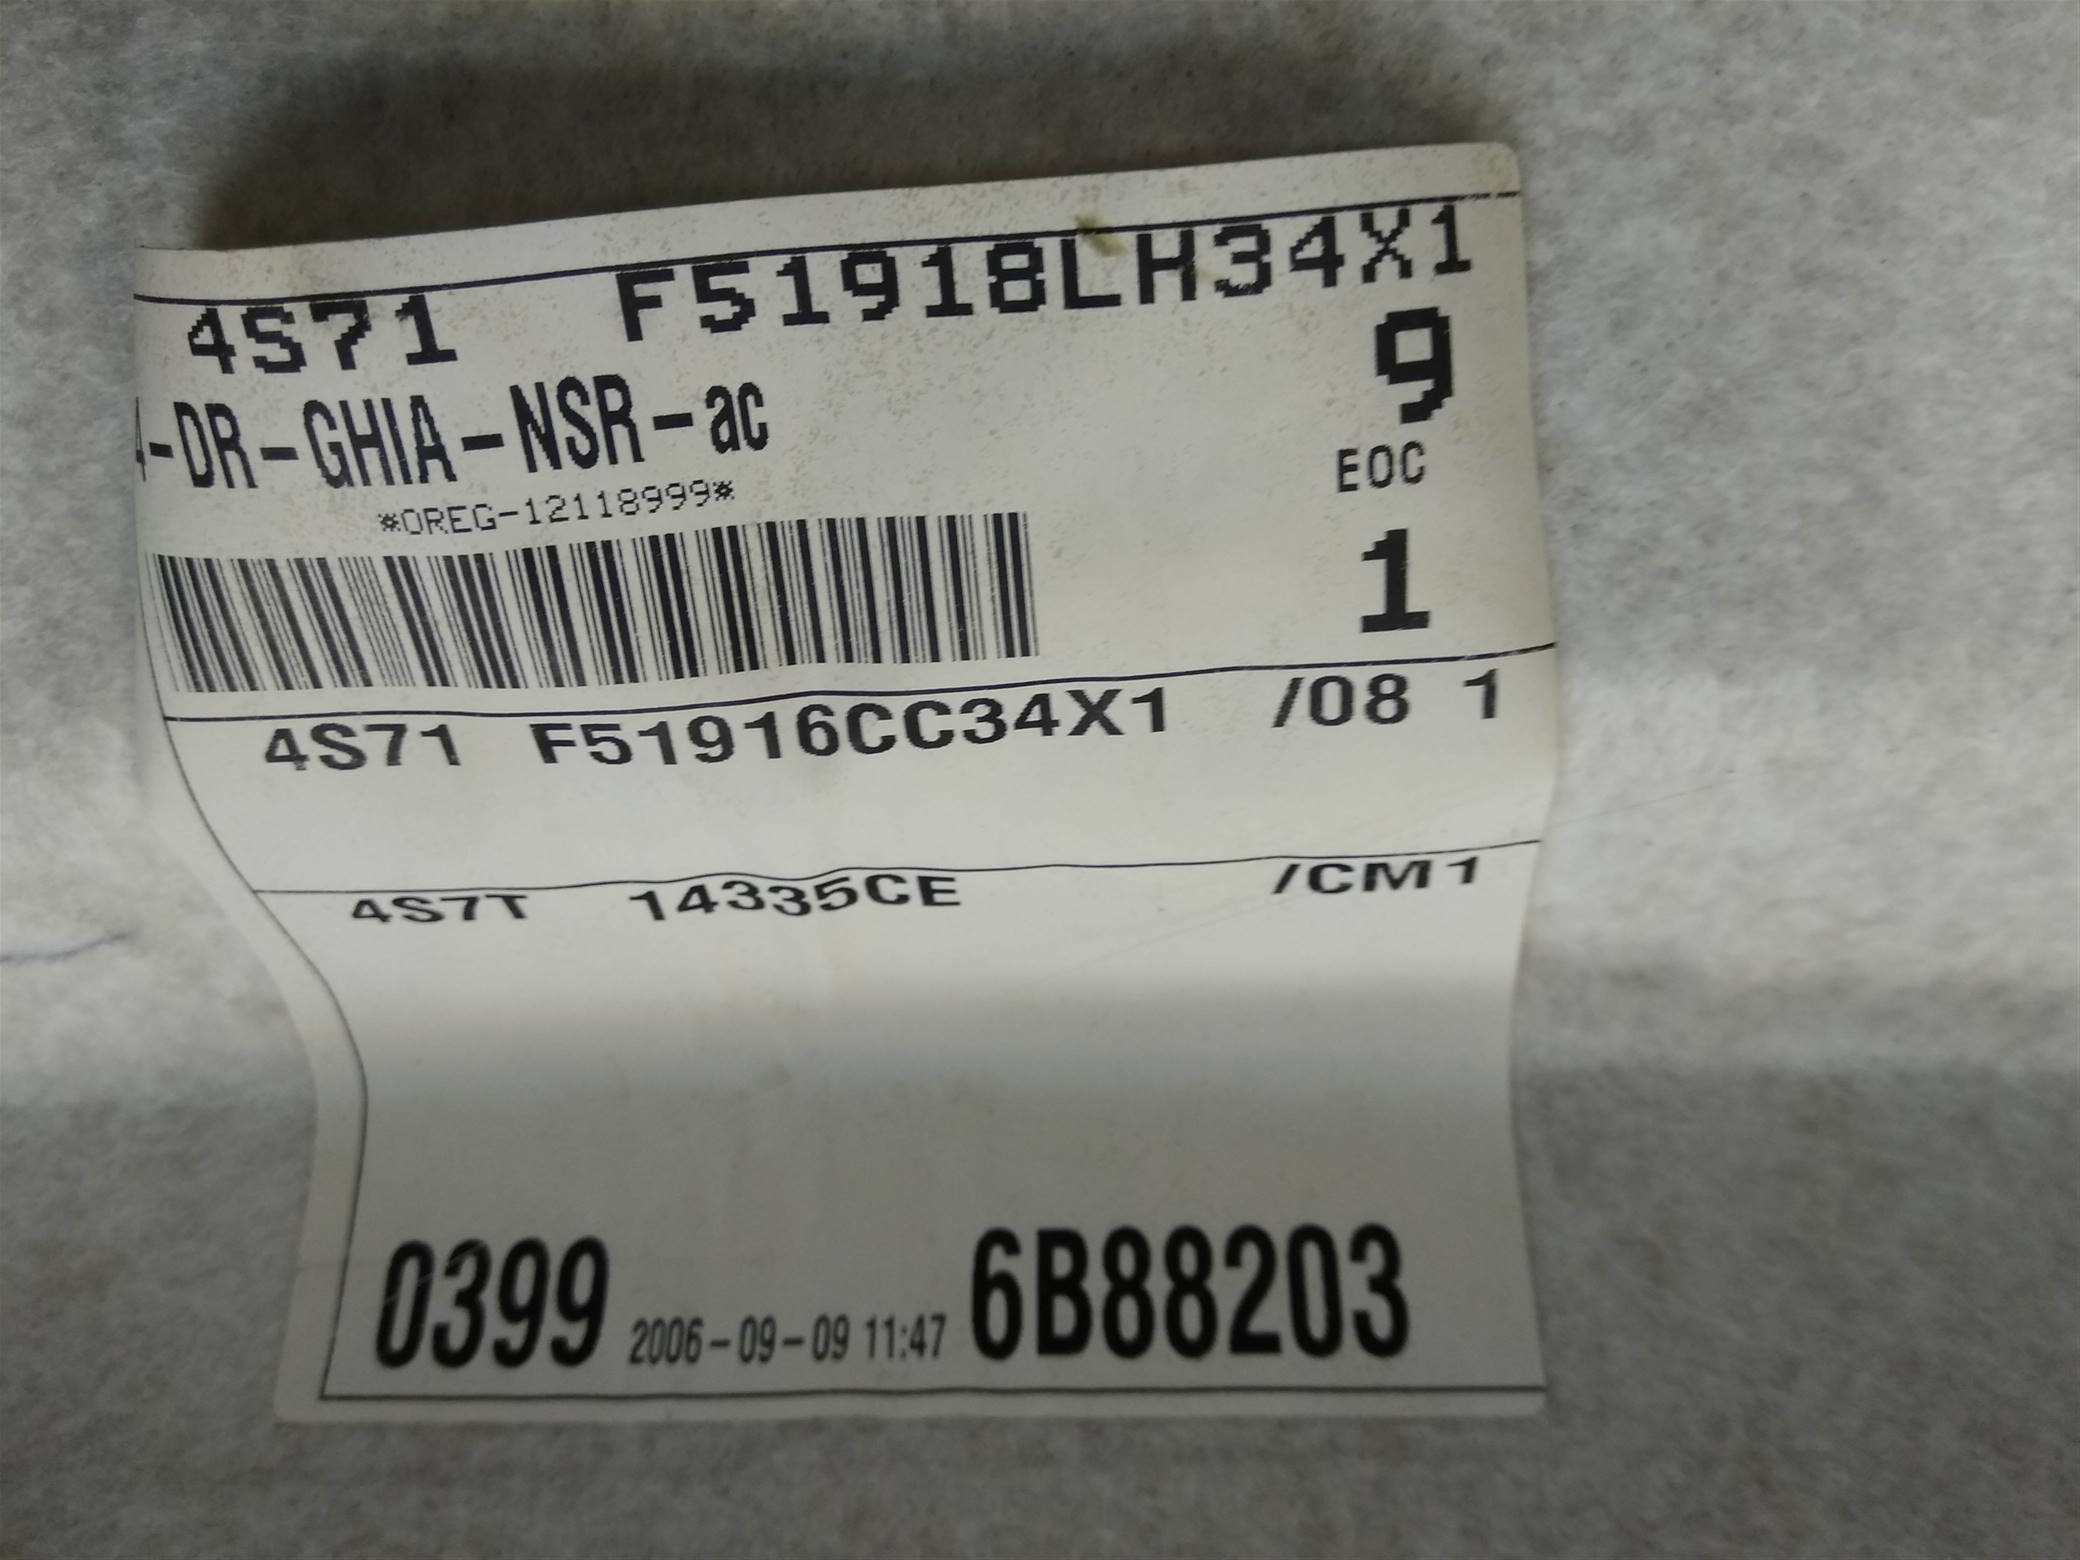 4S71 F51918LH34X1
4-DR-GHIA-NSR-ac
9
*OREG-12118999*
EOC
1
4S71 F51916CC34X1 /08 1
4S7T 14335CE /CM1
0399 2006-09-09 11:47 6B88203